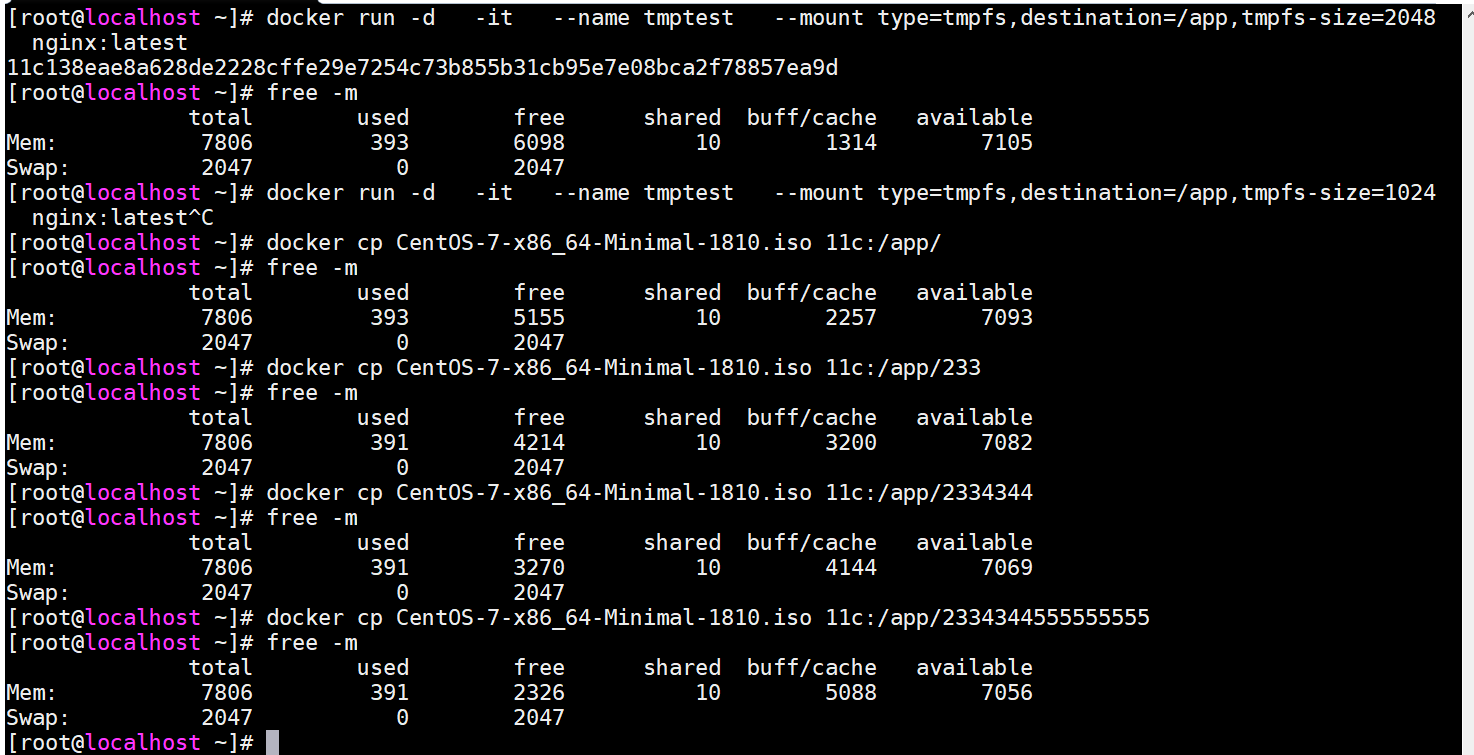 [root@localhost ~]# docker run -d   -it   --name tmptest   --mount type=tmpfs,destination=/app,tmpfs-size=2048
  nginx:latest
11c138eae8a628de2228cffe29e7254c73b855b31cb95e7e08bca2f78857ea9d
[root@localhost ~]# free -m
              total        used        free      shared  buff/cache   available
Mem:           7806         393        6098          10        1314        7105
Swap:          2047           0        2047
[root@localhost ~]# docker run -d   -it   --name tmptest   --mount type=tmpfs,destination=/app,tmpfs-size=1024
  nginx:latest^C
[root@localhost ~]# docker cp CentOS-7-x86_64-Minimal-1810.iso 11c:/app/
[root@localhost ~]# free -m
              total        used        free      shared  buff/cache   available
Mem:           7806         393        5155          10        2257        7093
Swap:          2047           0        2047
[root@localhost ~]# docker cp CentOS-7-x86_64-Minimal-1810.iso 11c:/app/233
[root@localhost ~]# free -m
              total        used        free      shared  buff/cache   available
Mem:           7806         391        4214          10        3200        7082
Swap:          2047           0        2047
[root@localhost ~]# docker cp CentOS-7-x86_64-Minimal-1810.iso 11c:/app/2334344
[root@localhost ~]# free -m
              total        used        free      shared  buff/cache   available
Mem:           7806         391        3270          10        4144        7069
Swap:          2047           0        2047
[root@localhost ~]# docker cp CentOS-7-x86_64-Minimal-1810.iso 11c:/app/2334344555555555
[root@localhost ~]# free -m
              total        used        free      shared  buff/cache   available
Mem:           7806         391        2326          10        5088        7056
Swap:          2047           0        2047
[root@localhost ~]#